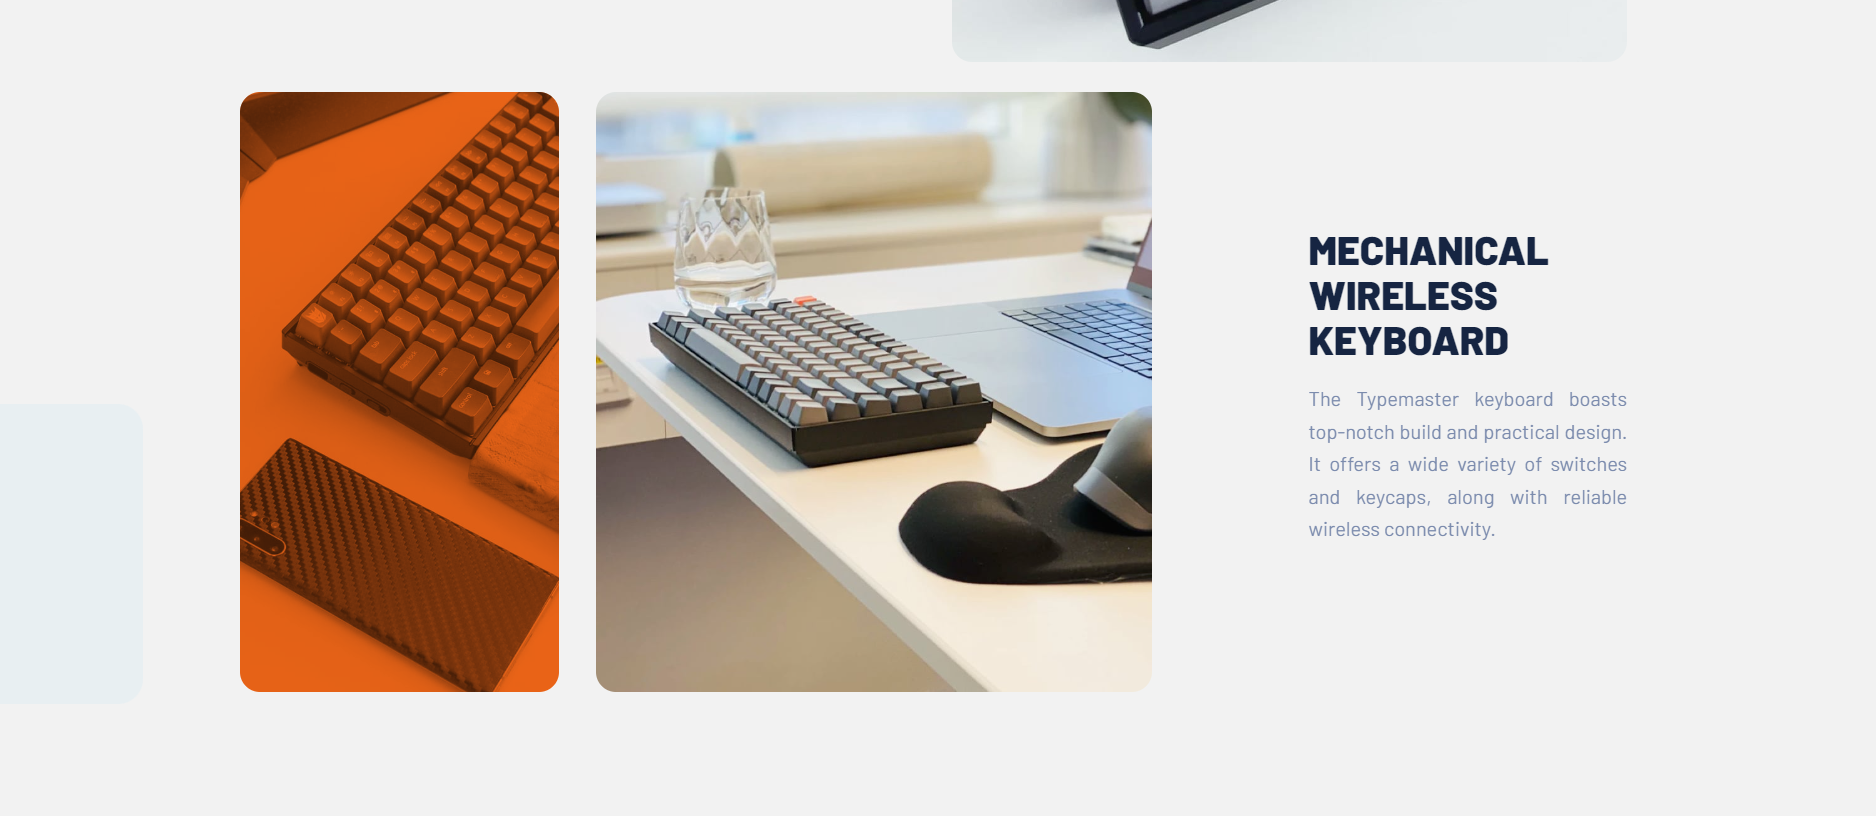 MECHANICAL
WIRELESS
KEYBOARD
The Typemaster keyboard boasts
top-notch build and practical design.
It offers a wide variety of switches
and keycaps, along with reliable
wireless connectivity.